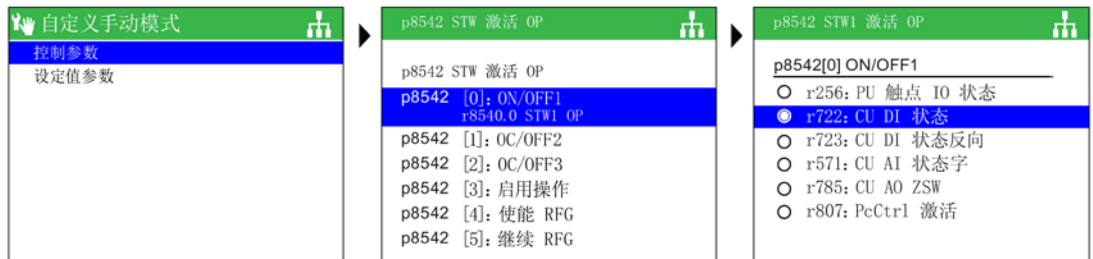 自定义手动模式
控制参数
设定值参数
p8542 STW 激活 OP
p8542 STW 激活 OP
p8542 [0]: ON/OFF1
r8540.0 STW1 OP
p8542 [1]: OC/OFF2
p8542 [2]: OC/OFF3
p8542 [3]: 启用操作
p8542 [4]: 使能 RFG
p8542 [5]: 继续 RFG
p8542 STW1 激活 OP
p8542[0] ON/OFF1
r256: PU 触点 IO 状态
r722: CU DI 状态
r723: CU DI 状态反向
r571: CU AI 状态字
r785: CU AO ZSW
r807: PcCtrl 激活